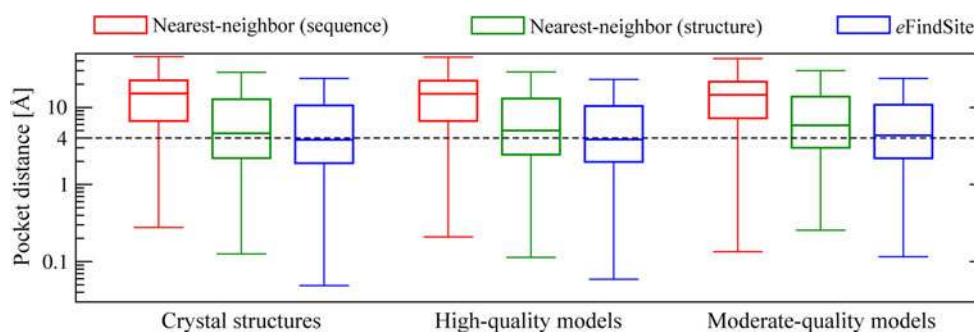 Nearest-neighbor (sequence) Nearest-neighbor (structure) eFindSite
Pocket distance [Å]
10
4
1
0.1
Crystal structures High-quality models Moderate-quality models